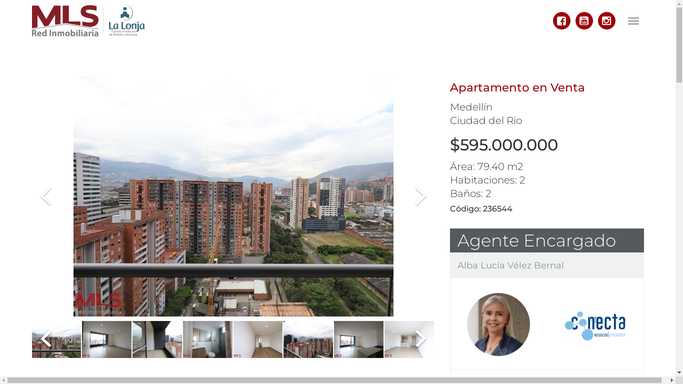 MLS
Red Inmobiliaria
La Lonja
Apartamento en Venta
Medellín
Ciudad del Rio
$595.000.000
Área: 79.40 m2
Habitaciones: 2
Baños: 2
Código: 236544
Agente Encargado
Alba Lucía Vélez Bernal
MLS
conecta